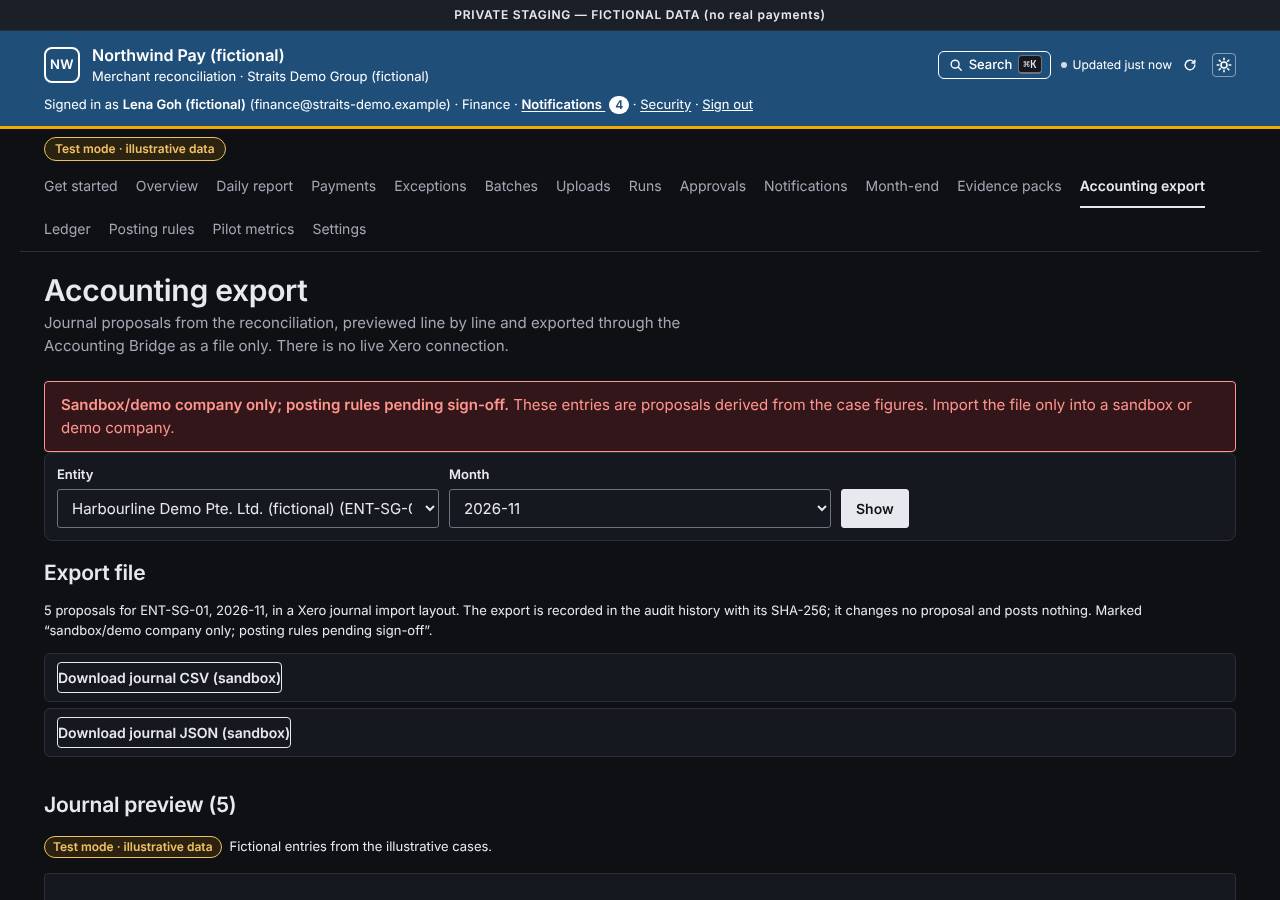 PRIVATE STAGING — FICTIONAL DATA (no real payments)
NW
Northwind Pay (fictional)
Merchant reconciliation · Straits Demo Group (fictional)
Search ⌘K
Updated just now
Signed in as Lena Goh (fictional) (finance@straits-demo.example) · Finance · Notifications 4 · Security · Sign out
Test mode · illustrative data
Get started Overview Daily report Payments Exceptions Batches Uploads Runs Approvals Notifications Month-end Evidence packs Accounting export
Ledger Posting rules Pilot metrics Settings
Accounting export
Journal proposals from the reconciliation, previewed line by line and exported through the
Accounting Bridge as a file only. There is no live Xero connection.
Sandbox/demo company only; posting rules pending sign-off. These entries are proposals derived from the case figures. Import the file only into a sandbox or
demo company.
Entity Month
Harbourline Demo Pte. Ltd. (fictional) (ENT-SG-0 2026-11 Show
Export file
5 proposals for ENT-SG-01, 2026-11, in a Xero journal import layout. The export is recorded in the audit history with its SHA-256; it changes no proposal and posts nothing. Marked
“sandbox/demo company only; posting rules pending sign-off”.
Download journal CSV (sandbox)
Download journal JSON (sandbox)
Journal preview (5)
Test mode · illustrative data Fictional entries from the illustrative cases.